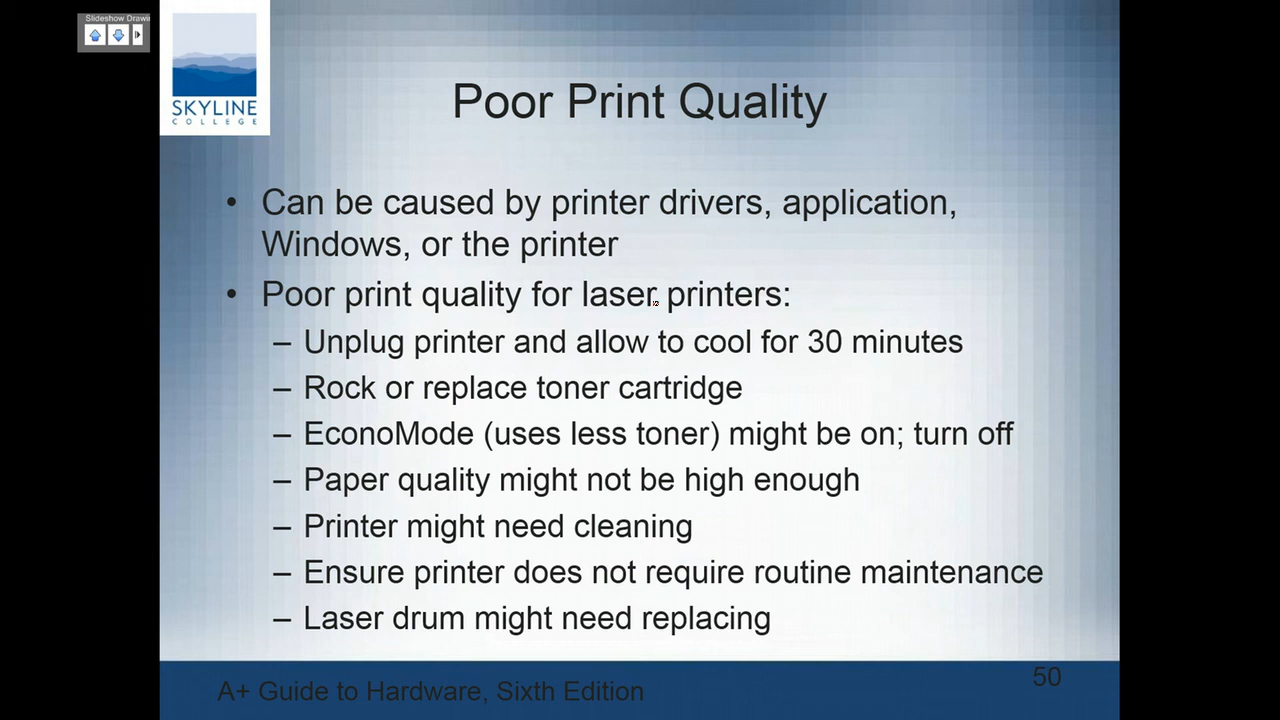 Slideshow Drawi
SKYLINE
COLLEGE
Poor Print Quality
• Can be caused by printer drivers, application,
Windows, or the printer
• Poor print quality for laser printers:
– Unplug printer and allow to cool for 30 minutes
– Rock or replace toner cartridge
– EconoMode (uses less toner) might be on; turn off
– Paper quality might not be high enough
– Printer might need cleaning
– Ensure printer does not require routine maintenance
– Laser drum might need replacing
A+ Guide to Hardware, Sixth Edition
50